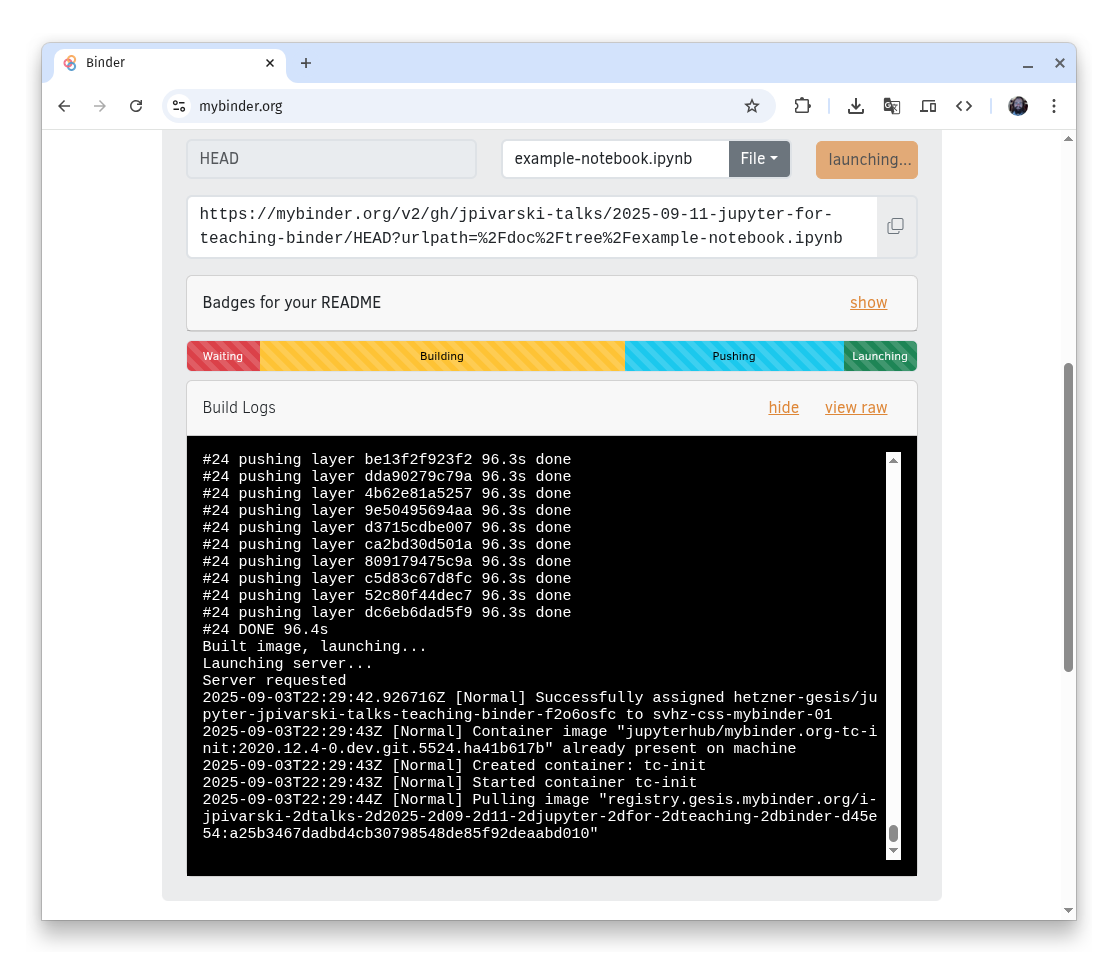 Binder
mybinder.org
HEAD
example-notebook.ipynb
File
launching...
https://mybinder.org/v2/gh/jpivarski-talks/2025-09-11-jupyter-for-
teaching-binder/HEAD?urlpath=%2Fdoc%2Ftree%2Fexample-notebook.ipynb
Badges for your README
show
Waiting
Building
Pushing
Launching
Build Logs
hide
view raw
#24 pushing layer be13f2f923f2 96.3s done
#24 pushing layer dda90279c79a 96.3s done
#24 pushing layer 4b62e81a5257 96.3s done
#24 pushing layer 9e50495694aa 96.3s done
#24 pushing layer d3715cdbe007 96.3s done
#24 pushing layer ca2bd30d501a 96.3s done
#24 pushing layer 809179475c9a 96.3s done
#24 pushing layer c5d83c67d8fc 96.3s done
#24 pushing layer 52c80f44dec7 96.3s done
#24 pushing layer dc6eb6dad5f9 96.3s done
#24 DONE 96.4s
Built image, launching...
Launching server...
Server requested
2025-09-03T22:29:42.926716Z [Normal] Successfully assigned hetzner-gesis/ju
pyter-jpivarski-talks-teaching-binder-f2o6osfc to svhz-css-mybinder-01
2025-09-03T22:29:43Z [Normal] Container image "jupyterhub/mybinder.org-tc-i
nit:2020.12.4-0.dev.git.5524.ha41b617b" already present on machine
2025-09-03T22:29:43Z [Normal] Created container: tc-init
2025-09-03T22:29:43Z [Normal] Started container tc-init
2025-09-03T22:29:44Z [Normal] Pulling image "registry.gesis.mybinder.org/i-
jpivarski-2dtalks-2d2025-2d09-2d11-2djupyter-2dfor-2dteaching-2dbinder-d45e
54:a25b3467dadbd4cb30798548de85f92deaabd010"